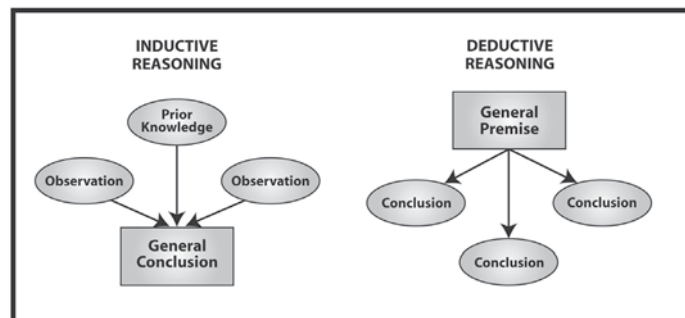 INDUCTIVE
REASONING
Prior
Knowledge
Observation
Observation
General
Conclusion
DEDUCTIVE
REASONING
General
Premise
Conclusion
Conclusion
Conclusion